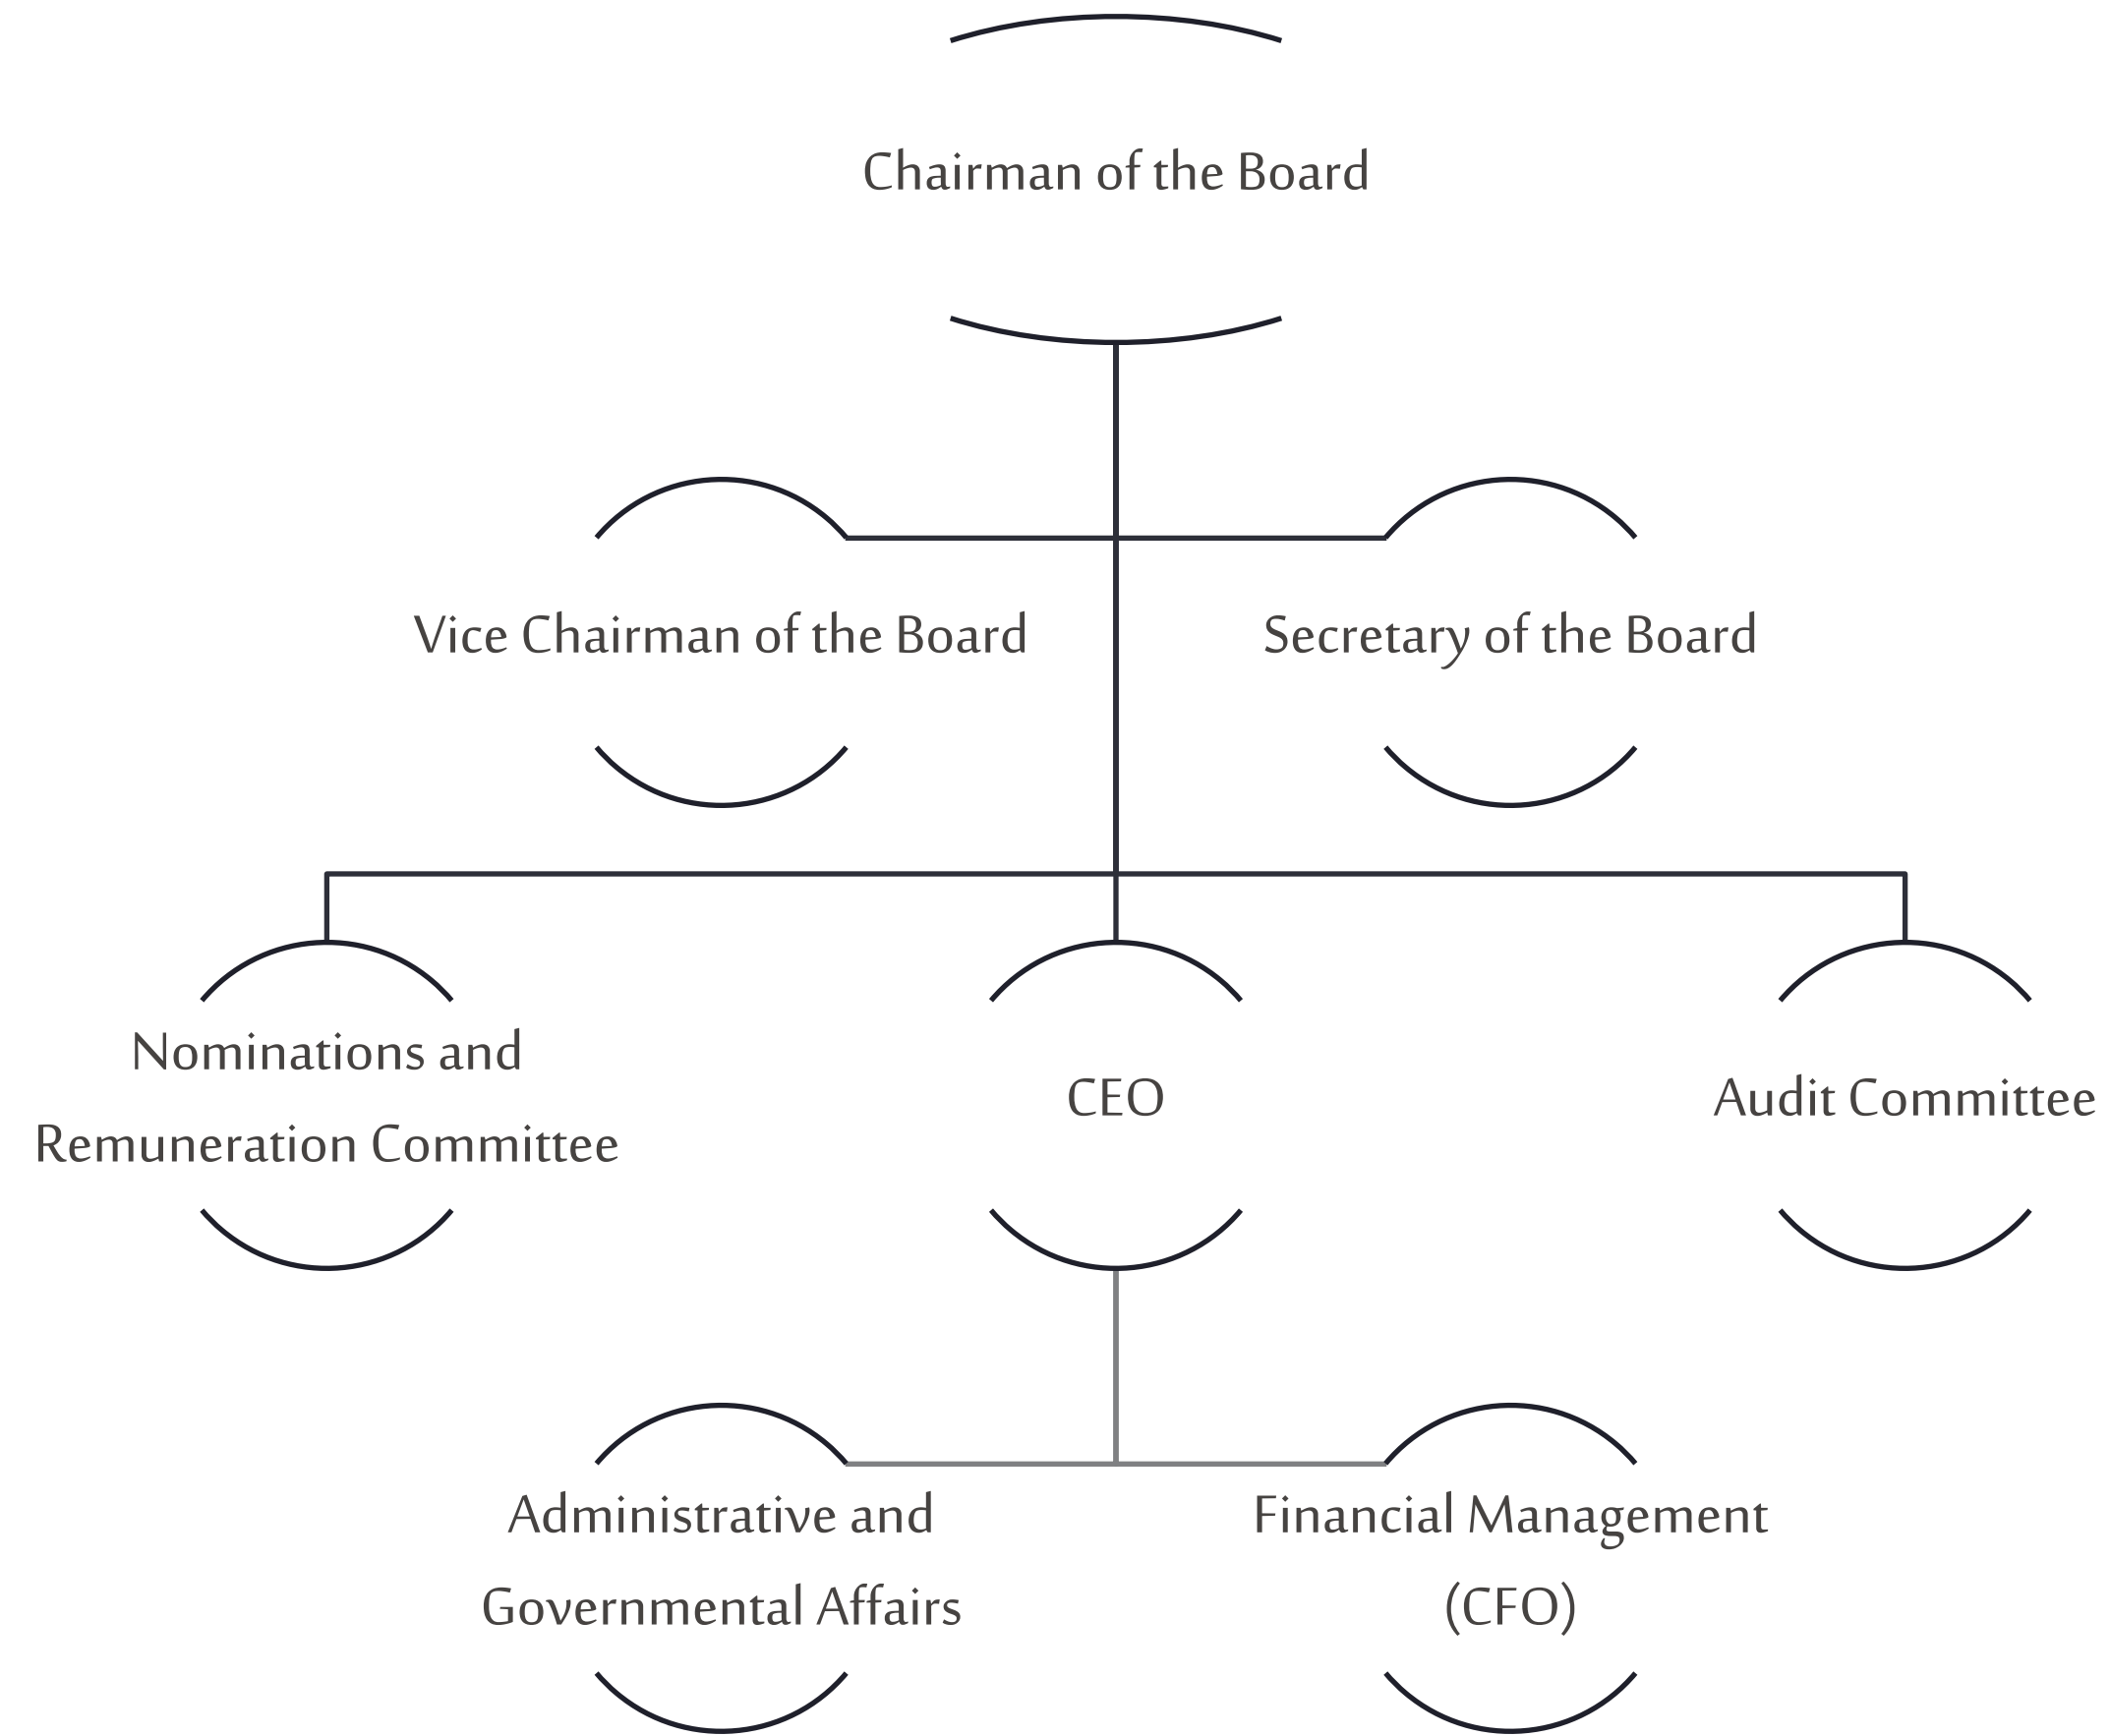 Chairman of the Board
Vice Chairman of the Board
Secretary of the Board
Nominations and
Remuneration Committee
CEO
Audit Committee
Administrative and
Governmental Affairs
Financial Management
(CFO)